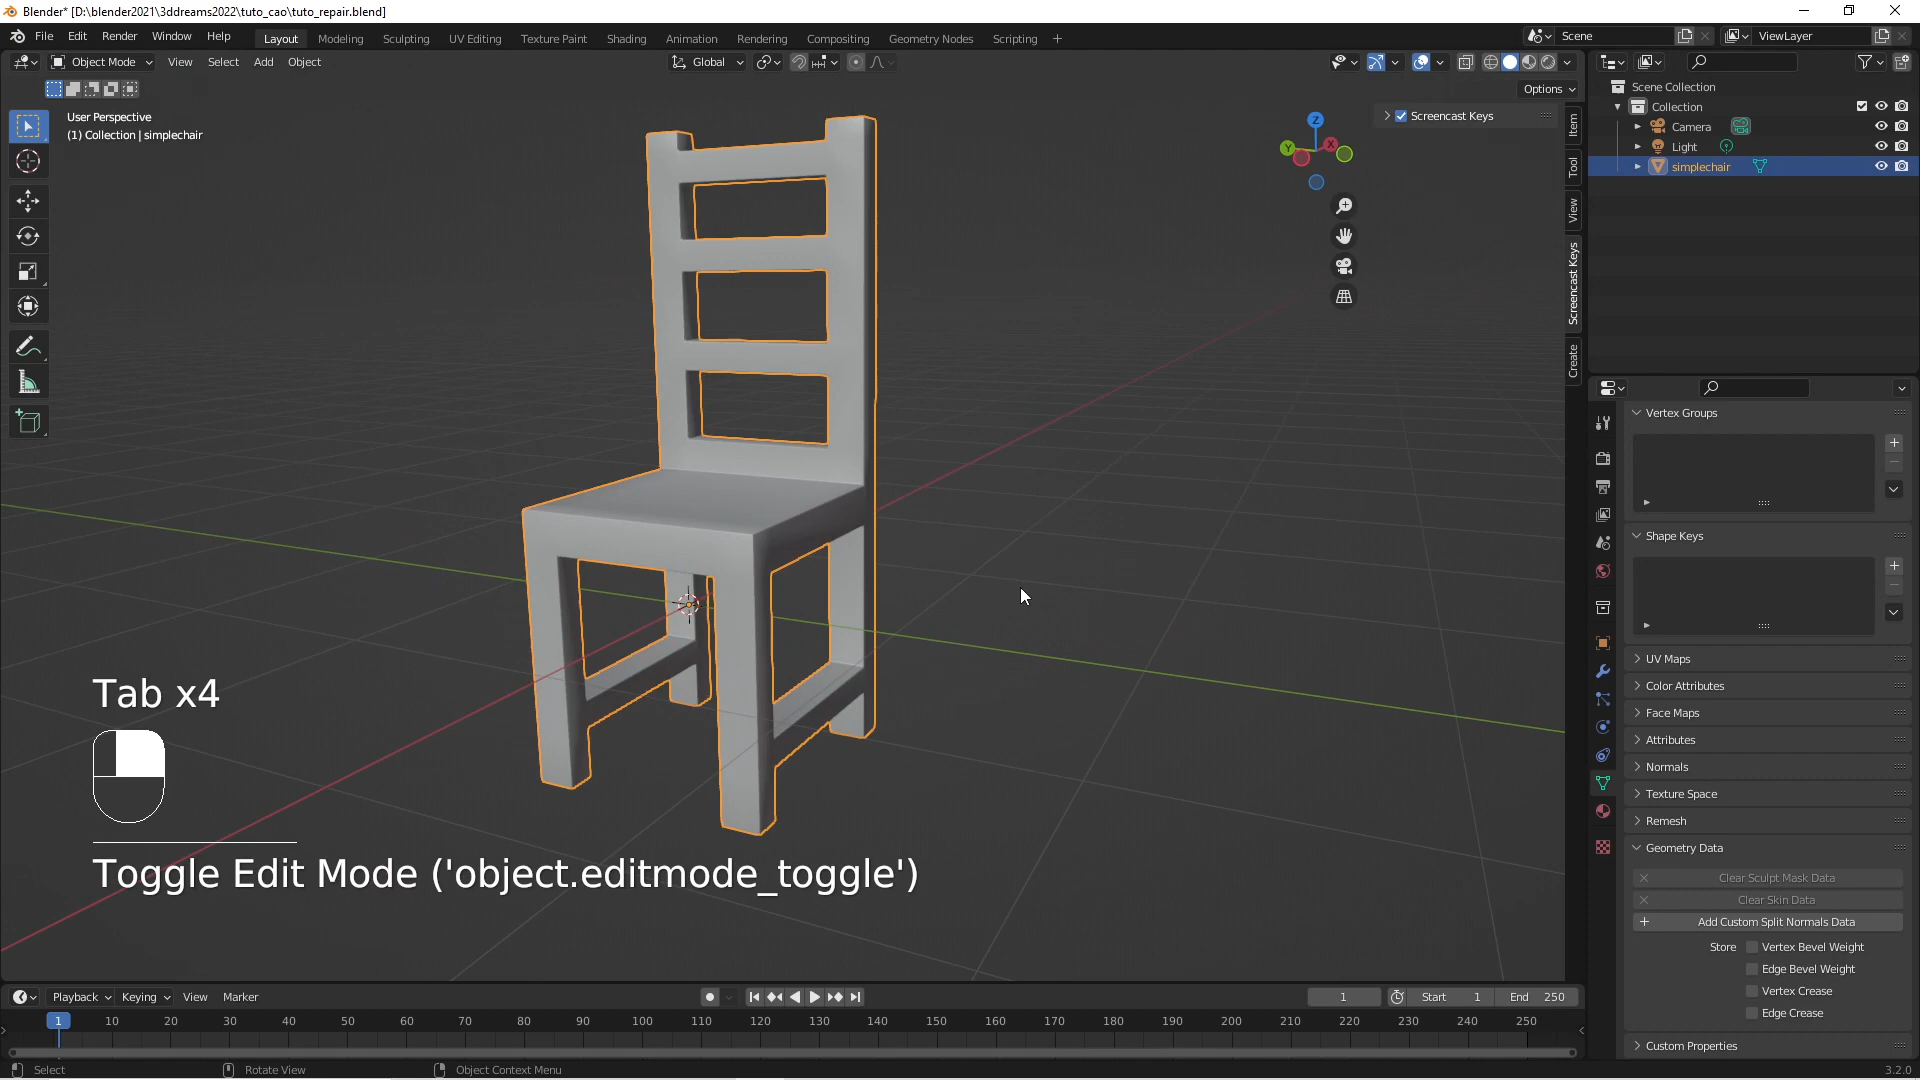 Blender* [D:\blender2021\3ddreams2022\tuto_cao\tuto_repair.blend]
File Edit Render Window Help Layout Modeling Sculpting UV Editing Texture Paint Shading Animation Rendering Compositing Geometry Nodes Scripting + Scene ViewLayer
Object Mode View Select Add Object Global
Options
User Perspective
(1) Collection | simplechair
Screencast Keys
Z
Y
X
Item
Tool
View
Screencast Keys
Create
Tab x4
Toggle Edit Mode ('object.editmode_toggle')
Scene Collection
Collection
Camera
Light
simplechair
Vertex Groups
Shape Keys
UV Maps
Color Attributes
Face Maps
Attributes
Normals
Texture Space
Remesh
Geometry Data
Clear Sculpt Mask Data
Clear Skin Data
Add Custom Split Normals Data
Store Vertex Bevel Weight
Edge Bevel Weight
Vertex Crease
Edge Crease
Custom Properties
Playback Keying View Marker 1 Start 1 End 250
1 10 20 30 40 50 60 70 80 90 100 110 120 130 140 150 160 170 180 190 200 210 220 230 240 250
Select Rotate View Object Context Menu 3.2.0